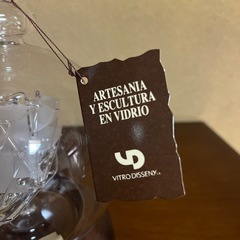 ARTESANIA
Y ESCULTURA
EN VIDRIO
VITRO DISSENY